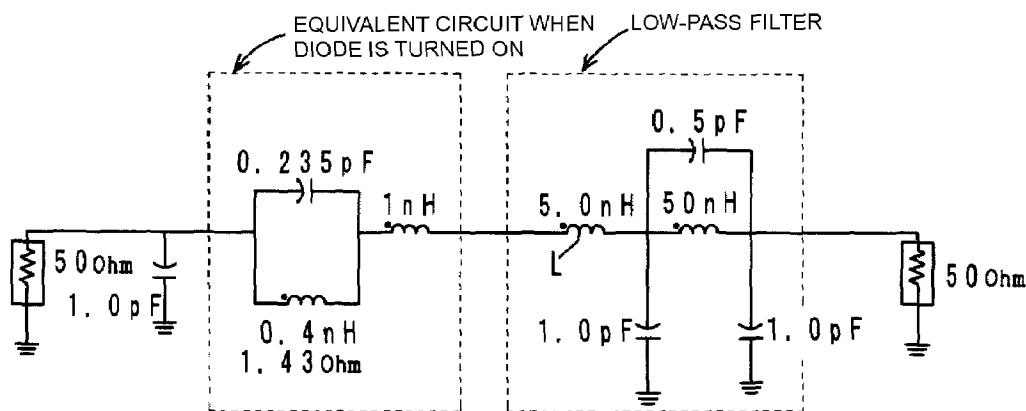 EQUIVALENT CIRCUIT WHEN
DIODE IS TURNED ON
LOW-PASS FILTER
0.5pF
0.235pF
1nH
5.0nH
50nH
L
50Ohm
1.0pF
0.4nH
1.43Ohm
1.0pF
1.0pF
50Ohm